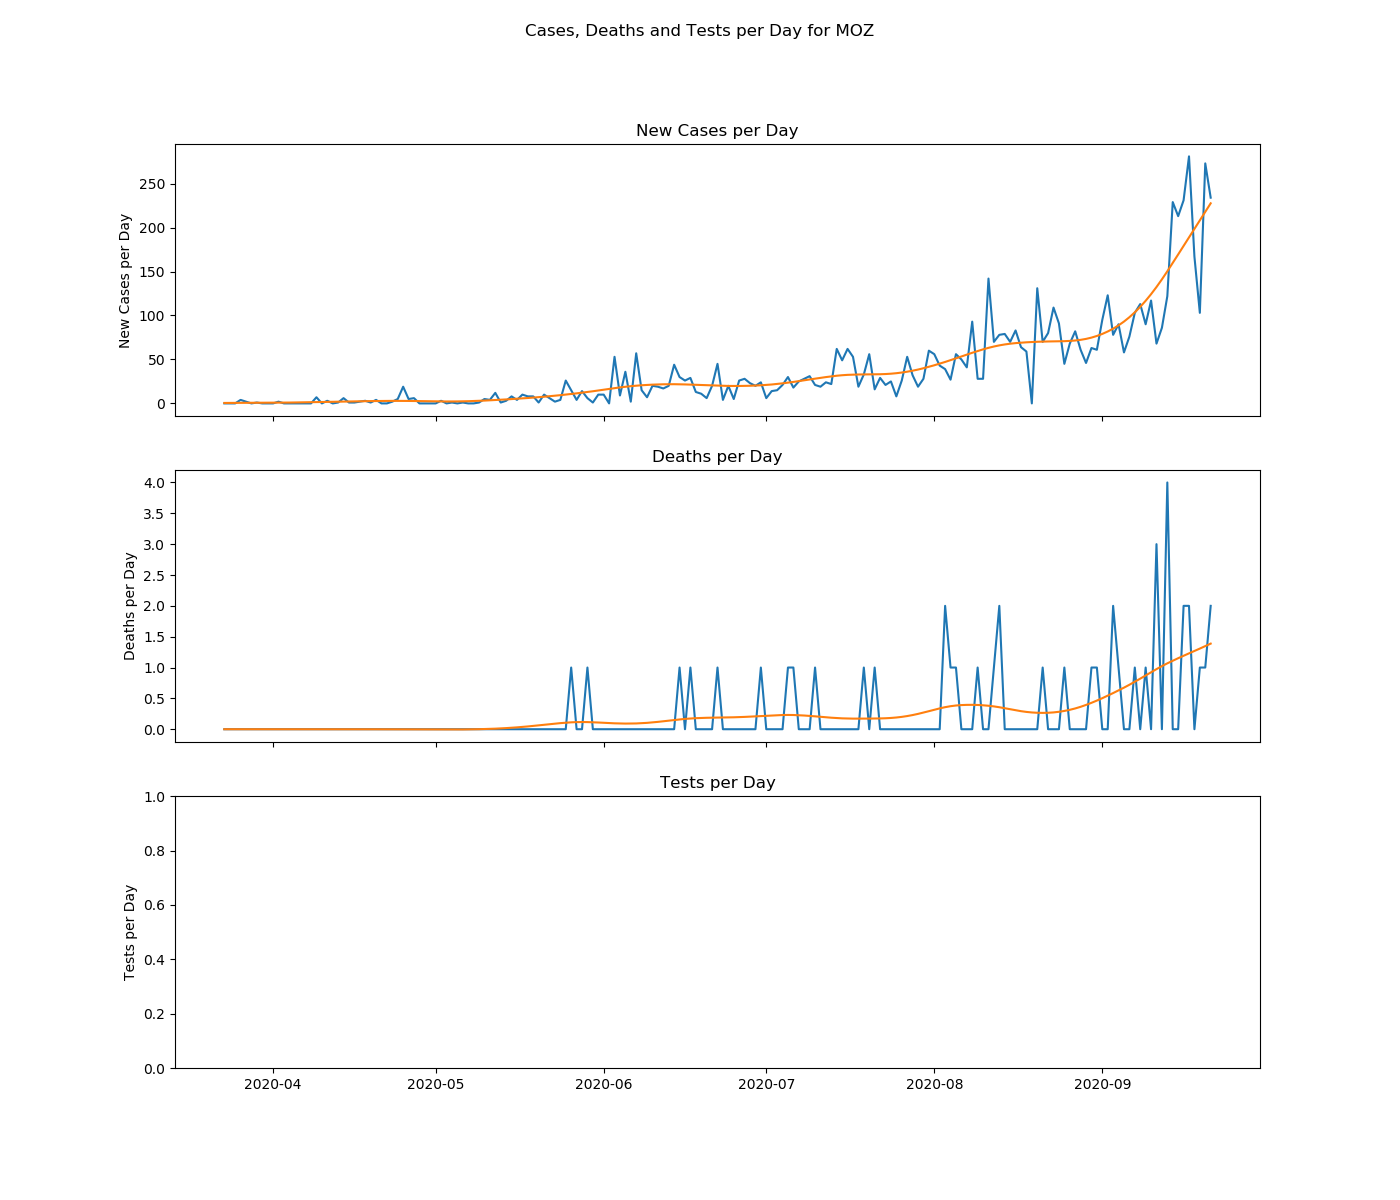 Cases, Deaths and Tests per Day for MOZ
New Cases per Day
New Cases per Day
250
200
150
100
50
0
Deaths per Day
Deaths per Day
4.0
3.5
3.0
2.5
2.0
1.5
1.0
0.5
0.0
Tests per Day
Tests per Day
1.0
0.8
0.6
0.4
0.2
0.0
2020-04 2020-05 2020-06 2020-07 2020-08 2020-09